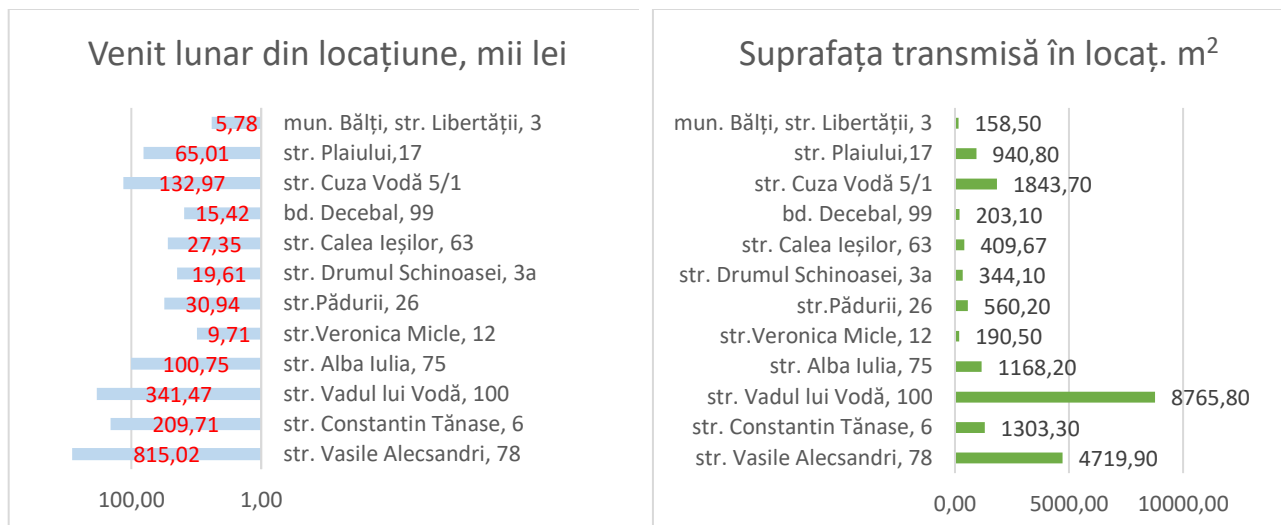 Venit lunar din locațiune, mii lei
5,78 mun. Bălți, str. Libertății, 3
65,01 str. Plaiului,17
132,97 str. Cuza Vodă 5/1
15,42 bd. Decebal, 99
27,35 str. Calea Ieșilor, 63
19,61 str. Drumul Schinoasei, 3a
30,94 str.Pădurii, 26
9,71 str.Veronica Micle, 12
100,75 str. Alba Iulia, 75
341,47 str. Vadul lui Vodă, 100
209,71 str. Constantin Tănase, 6
815,02 str. Vasile Alecsandri, 78
100,00 1,00
Suprafața transmisă în locaț. m²
mun. Bălți, str. Libertății, 3 158,50
str. Plaiului,17 940,80
str. Cuza Vodă 5/1 1843,70
bd. Decebal, 99 203,10
str. Calea Ieșilor, 63 409,67
str. Drumul Schinoasei, 3a 344,10
str.Pădurii, 26 560,20
str.Veronica Micle, 12 190,50
str. Alba Iulia, 75 1168,20
str. Vadul lui Vodă, 100 8765,80
str. Constantin Tănase, 6 1303,30
str. Vasile Alecsandri, 78 4719,90
0,00 5000,00 10000,00